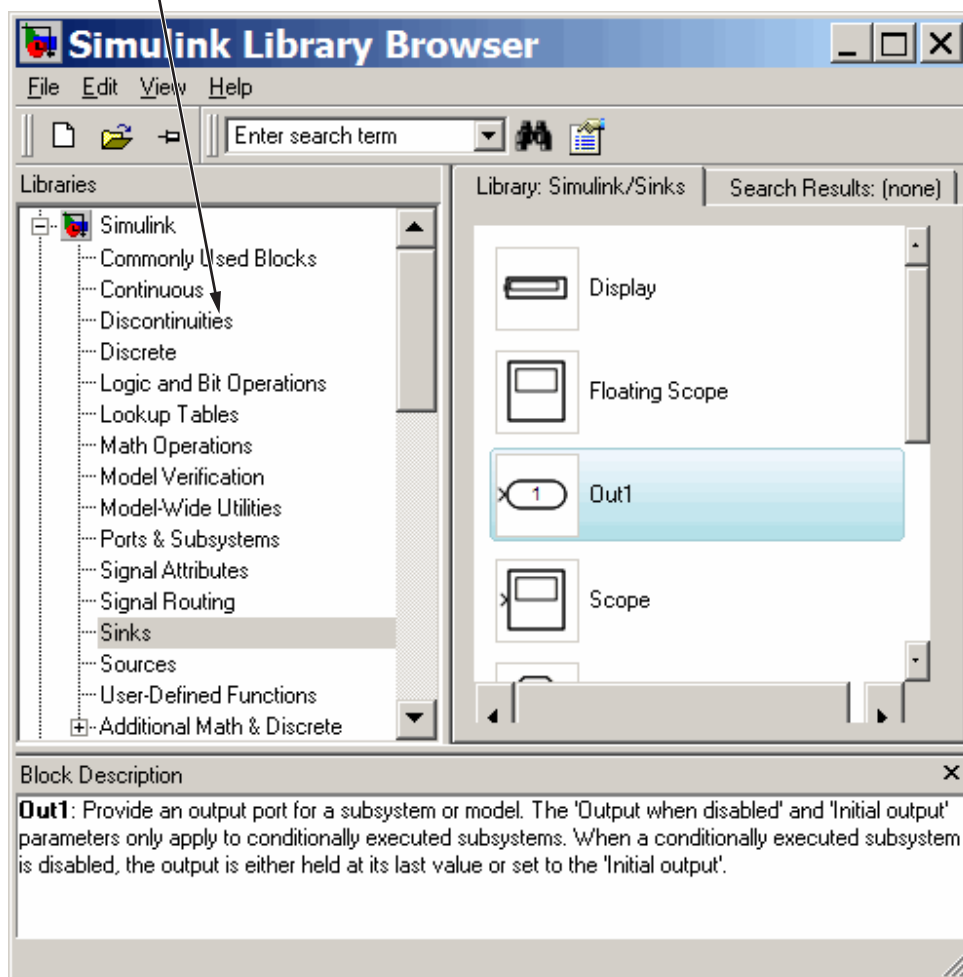 Simulink Library Browser
File Edit View Help
Enter search term
Libraries
Library: Simulink/Sinks
Search Results: (none)
Simulink
Commonly Used Blocks
Continuous
Discontinuities
Discrete
Logic and Bit Operations
Lookup Tables
Math Operations
Model Verification
Model-Wide Utilities
Ports & Subsystems
Signal Attributes
Signal Routing
Sinks
Sources
User-Defined Functions
Additional Math & Discrete
Display
Floating Scope
1
Out1
Scope
Block Description
Out1: Provide an output port for a subsystem or model. The 'Output when disabled' and 'Initial output'
parameters only apply to conditionally executed subsystems. When a conditionally executed subsystem
is disabled, the output is either held at its last value or set to the 'Initial output'.